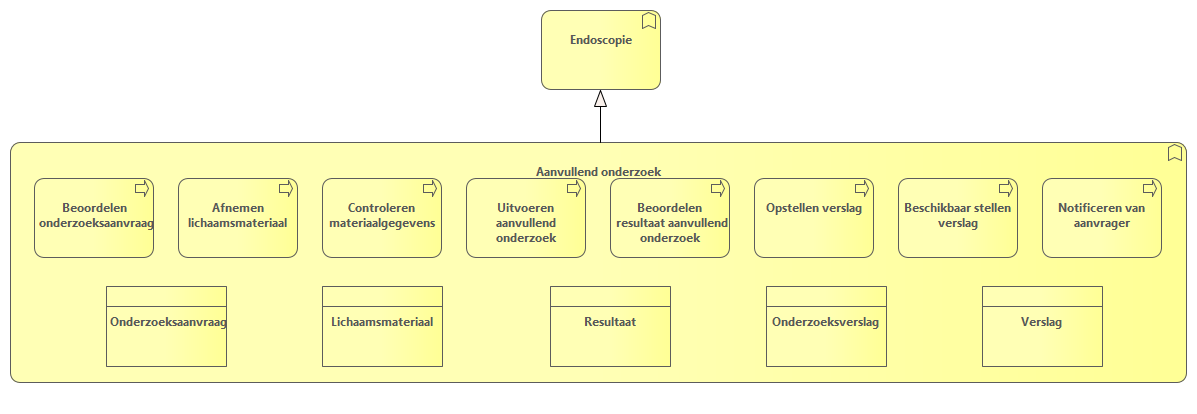 Endoscopie
Aanvullend onderzoek
Beoordelen
onderzoeksaanvraag
Afnemen
lichaamsmateriaal
Controleren
materiaalgegevens
Uitvoeren
aanvullend
onderzoek
Beoordelen
resultaat aanvullend
onderzoek
Opstellen verslag
Beschikbaar stellen
verslag
Notificeren van
aanvrager
Onderzoeksaanvraag
Lichaamsmateriaal
Resultaat
Onderzoeksverslag
Verslag